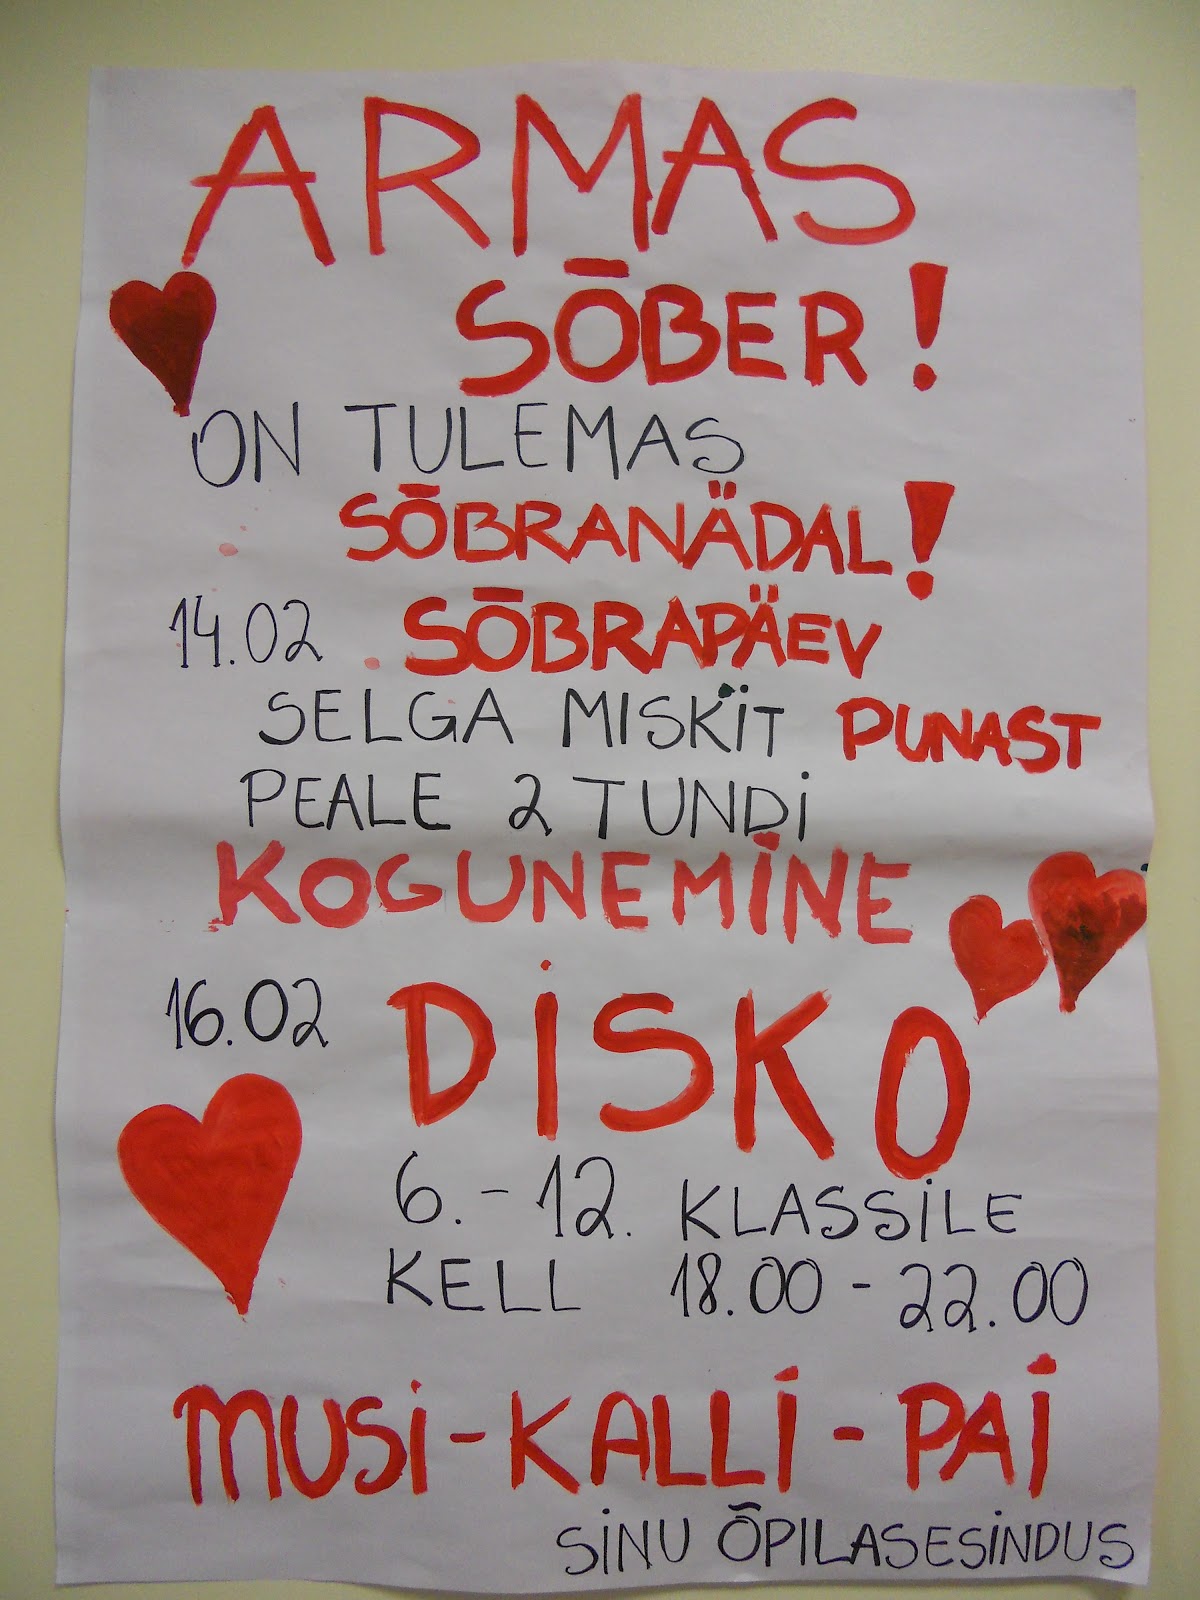 ARMAS
SÕBER!
ON TULEMAS
SÕBRANÄDAL!
14.02 SÕBRAPÄEV
SELGA MISKIT PUNAST
PEALE 2 TUNDI
KOGUNEMINE
16.02 DISKO
6.-12. KLASSILE
KELL 18.00-22.00
MUSI-KALLI-PAI
SINU ÕPILASESINDUS